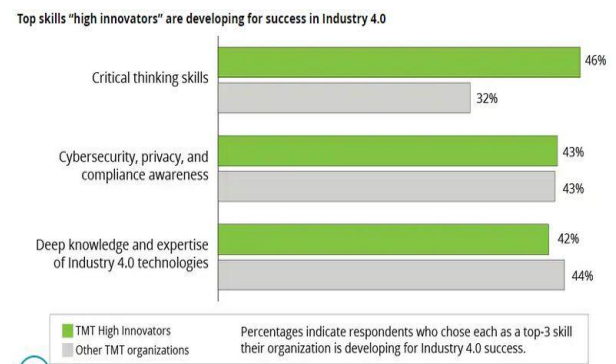 Top skills “high innovators” are developing for success in Industry 4.0
Critical thinking skills
46%
32%
Cybersecurity, privacy, and
compliance awareness
43%
43%
Deep knowledge and expertise
of Industry 4.0 technologies
42%
44%
TMT High Innovators
Other TMT organizations
Percentages indicate respondents who chose each as a top-3 skill
their organization is developing for Industry 4.0 success.